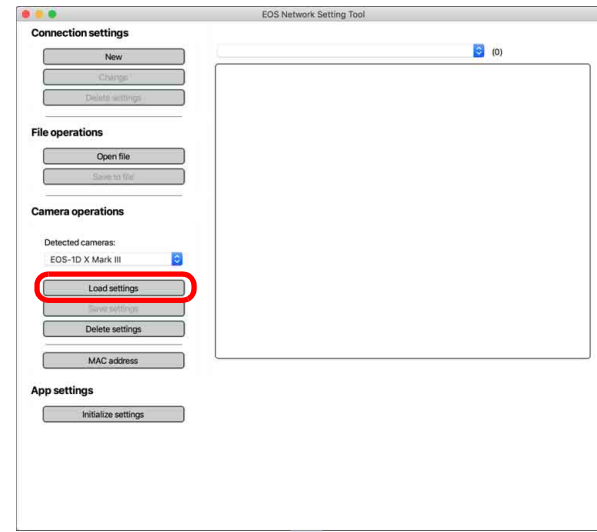 EOS Network Setting Tool
Connection settings
New
Change
Delete settings
(0)
File operations
Open file
Save to file
Camera operations
Detected cameras:
EOS-1D X Mark III
Load settings
Save settings
Delete settings
MAC address
App settings
Initialize settings